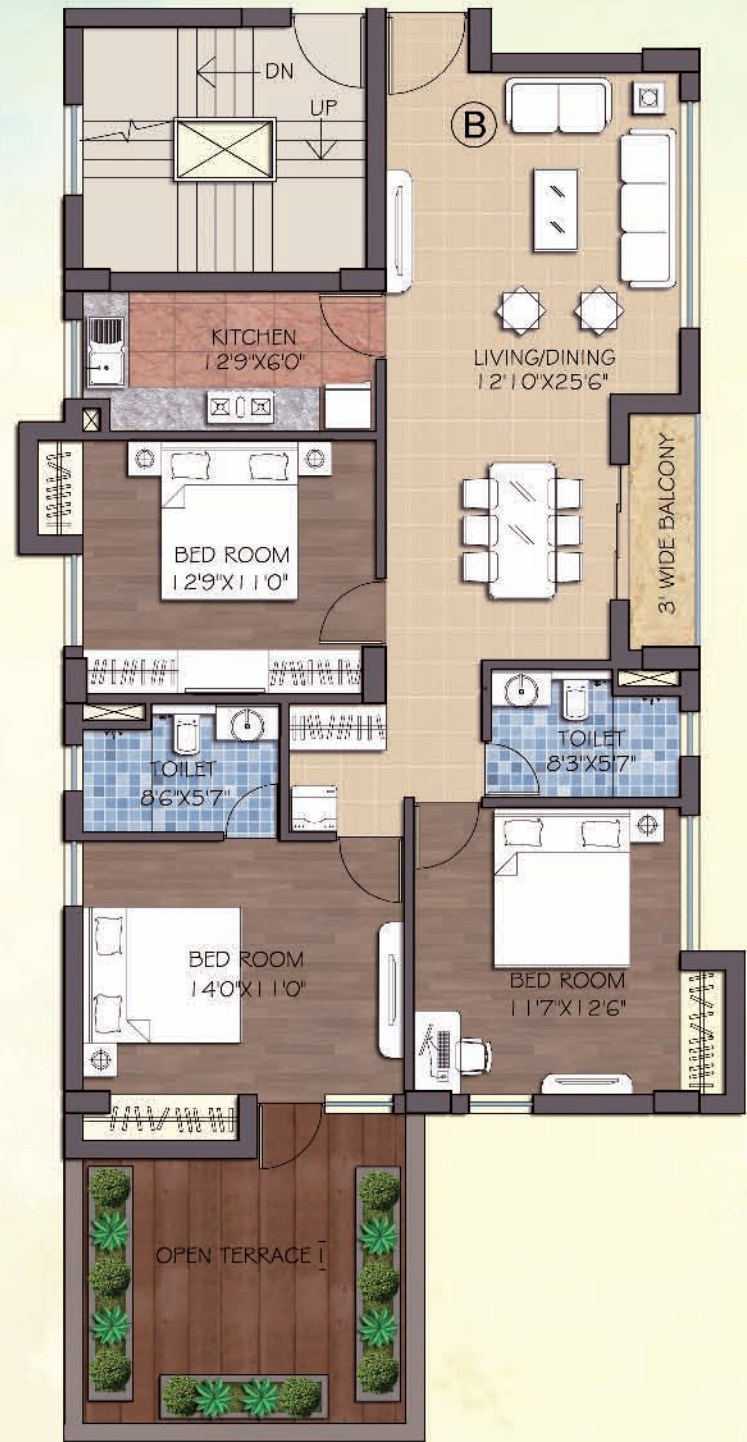 DN
UP
B
KITCHEN
12'9"X6'0"
LIVING/DINING
12'10"X25'6"
3' WIDE BALCONY
BED ROOM
12'9"X11'0"
TOILET
8'6"X5'7"
TOILET
8'3"X5'7"
BED ROOM
14'0"X11'0"
BED ROOM
11'7"X12'6"
OPEN TERRACE 1